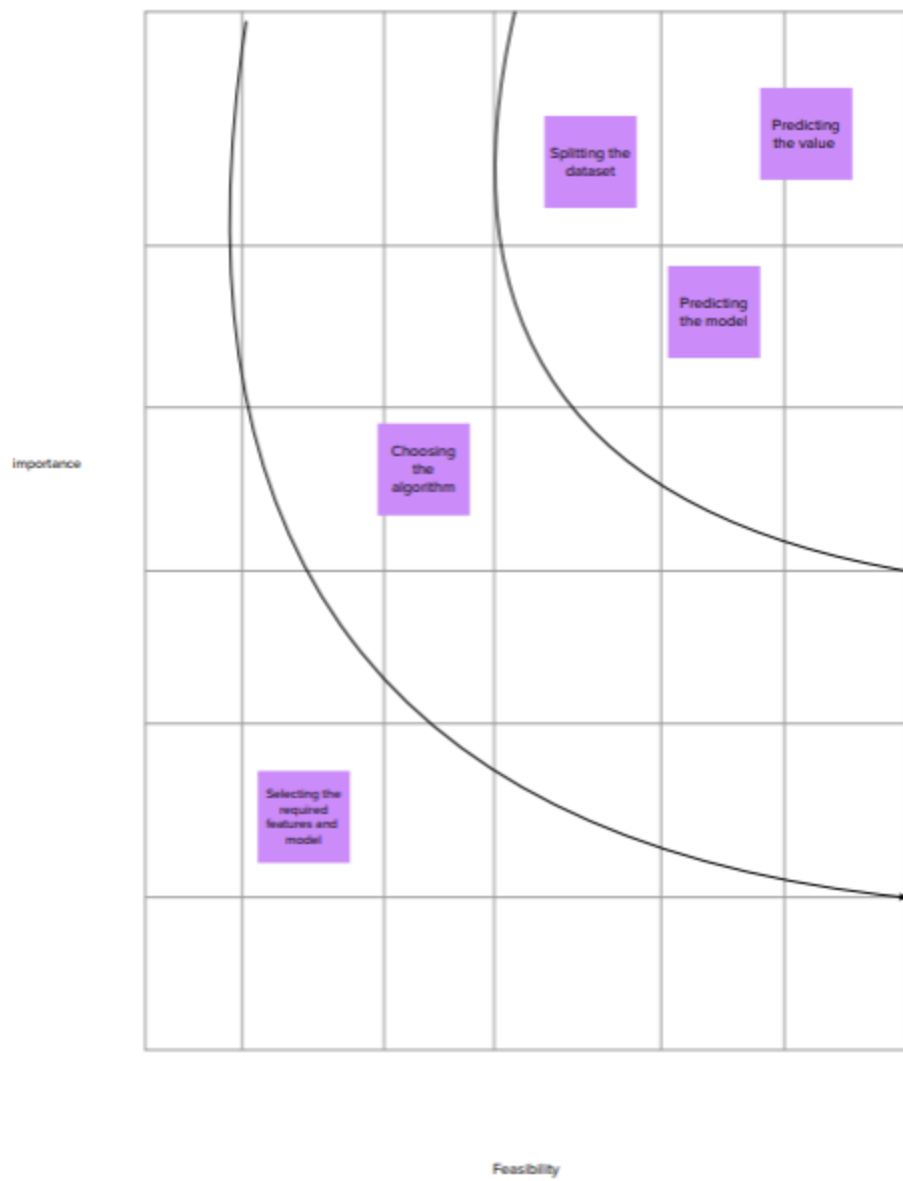 Predicting
the value
Splitting the
dataset
Predicting
the model
Choosing
the
algorithm
importance
Selecting the
required
features and
model
Feasibility